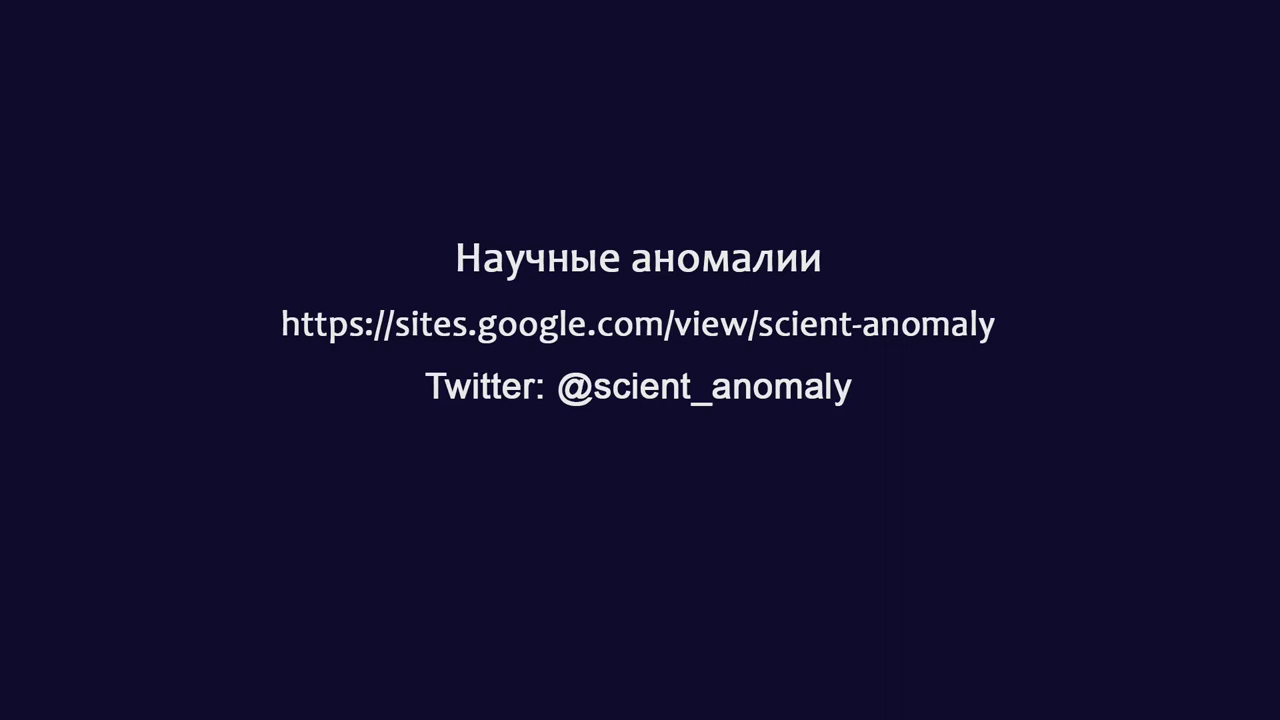 Научные аномалии
https://sites.google.com/view/scient-anomaly
Twitter: @scient_anomaly